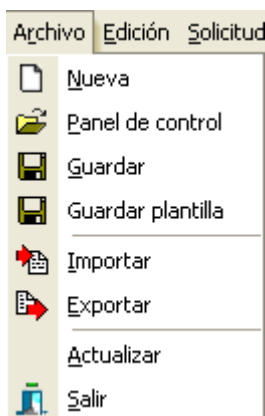 Archivo Edición Solicitud
Nueva
Panel de control
Guardar
Guardar plantilla
Importar
Exportar
Actualizar
Salir